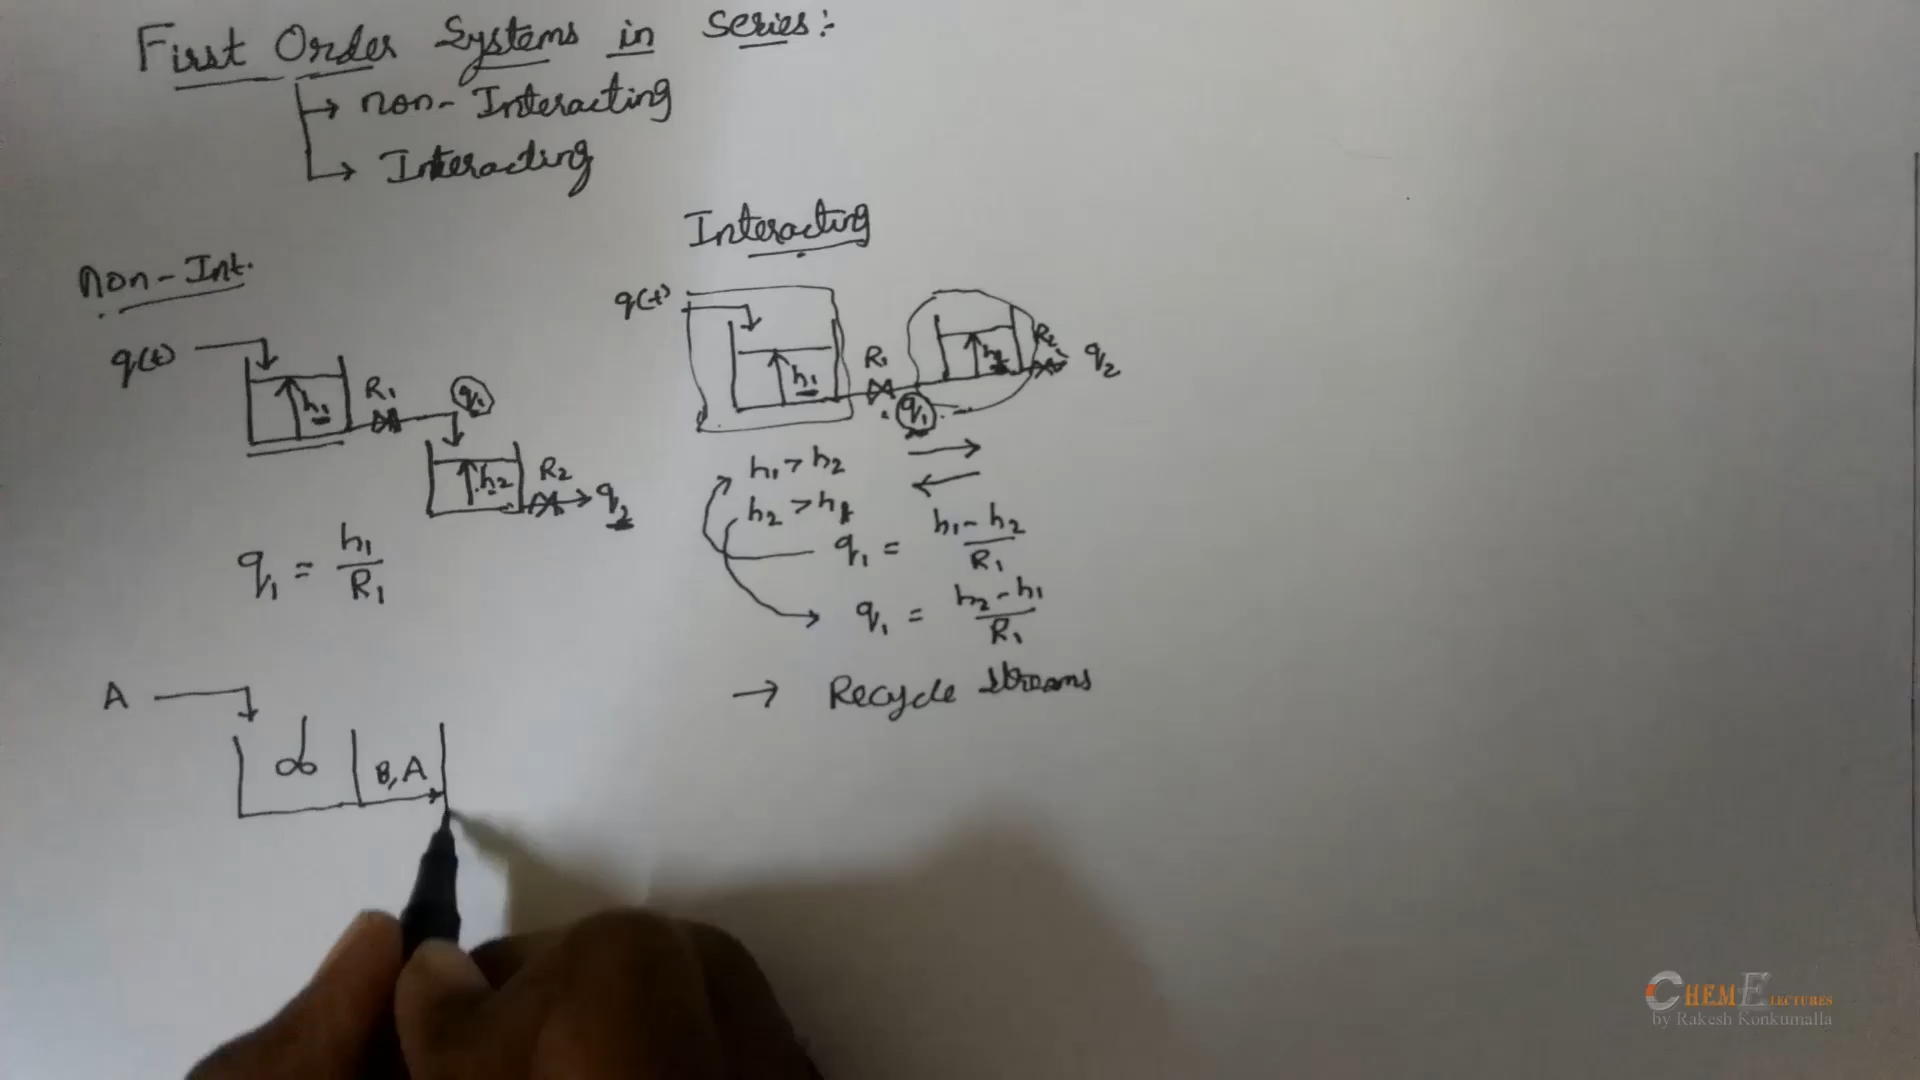 First Order Systems in series:-
→ non-Interacting
→ Interacting
Non-Int.
q(t)
h1
R1
q1
h2
R2
q2
q1 = h1/R1
A
B, A
Interacting
q(t)
h1
R1
q1
R2
q2
h1 > h2
h2 > h1
q1 = h1-h2/R1
q1 = h2-h1/R1
→ Recycle streams
CHEME LECTURES
by Rakesh Konkumalla